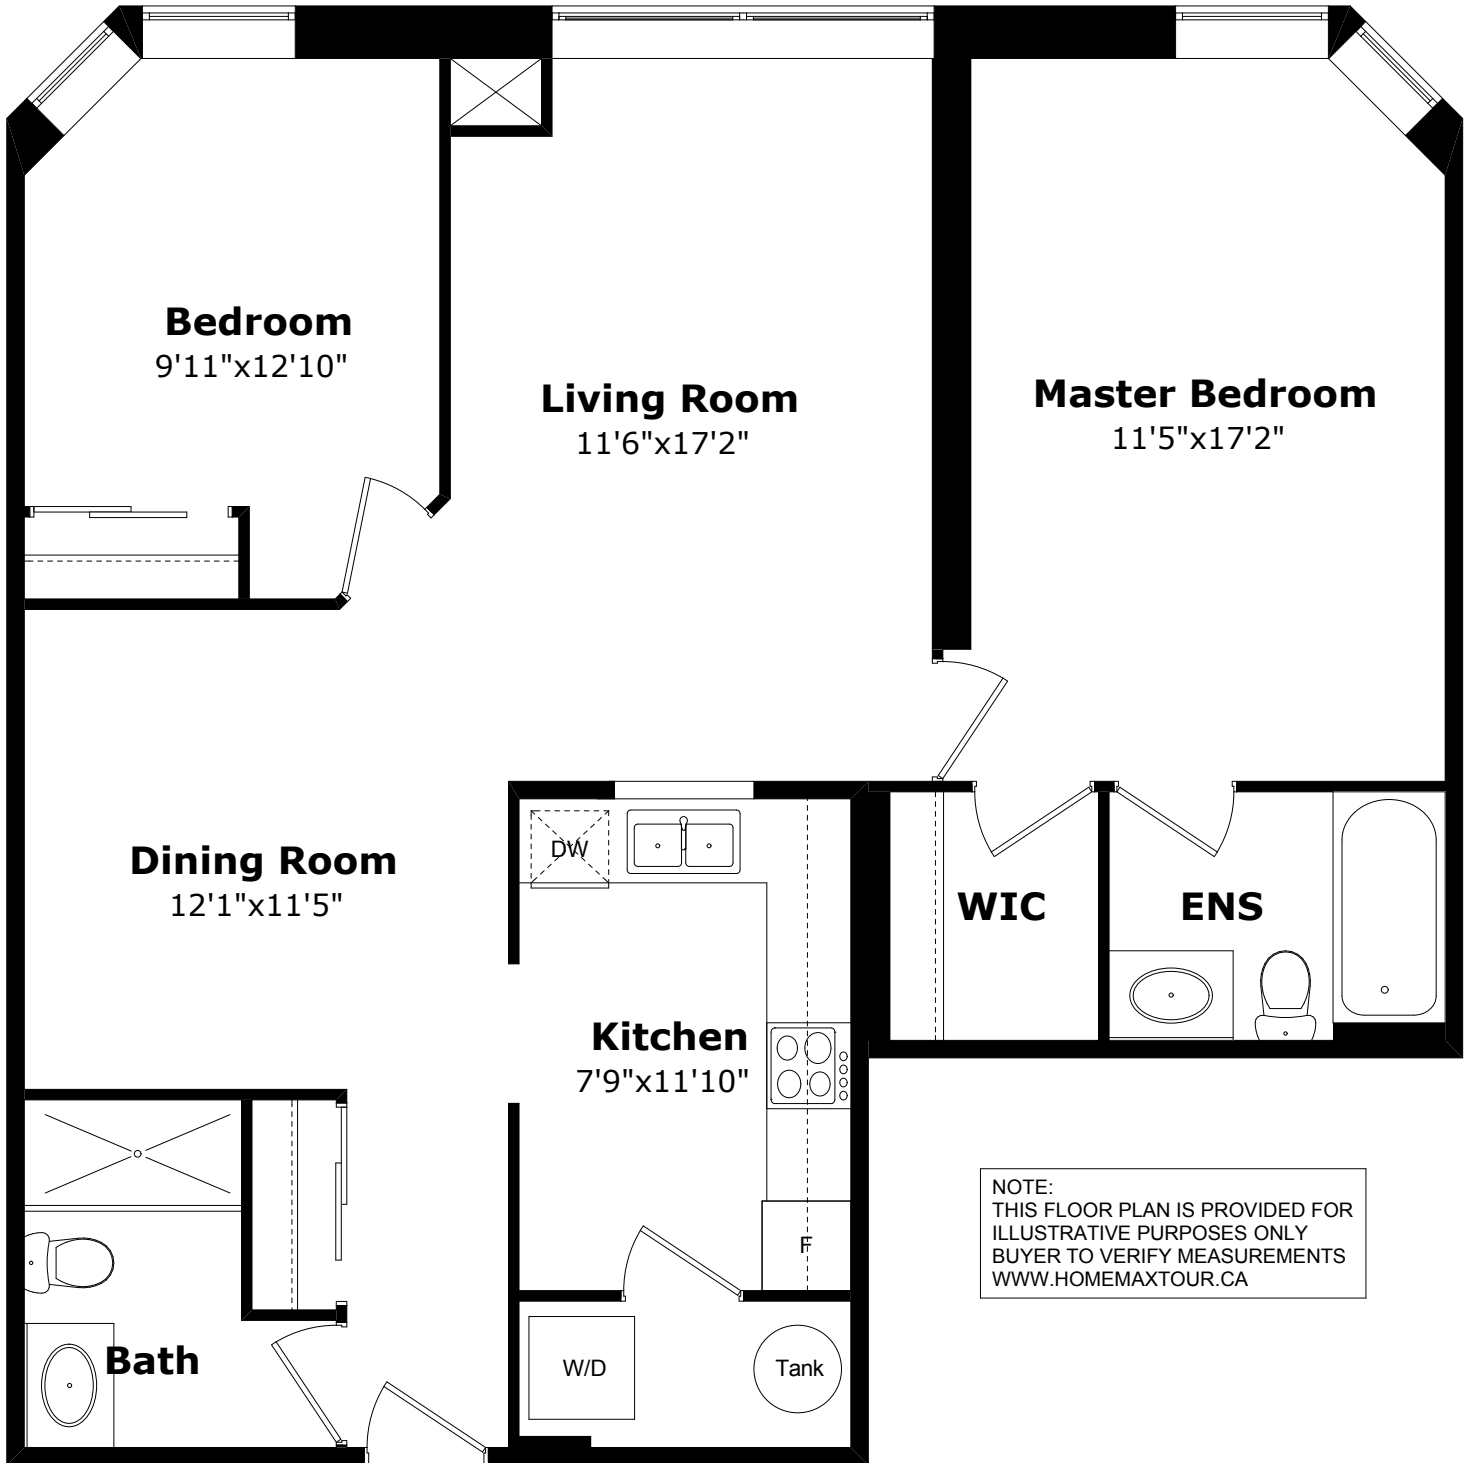 Bedroom
9'11"x12'10"
Living Room
11'6"x17'2"
Master Bedroom
11'5"x17'2"
Dining Room
12'1"x11'5"
DW
WIC
ENS
Kitchen
7'9"x11'10"
F
NOTE:
THIS FLOOR PLAN IS PROVIDED FOR
ILLUSTRATIVE PURPOSES ONLY
BUYER TO VERIFY MEASUREMENTS
WWW.HOMEMAXTOUR.CA
Bath
W/D
Tank